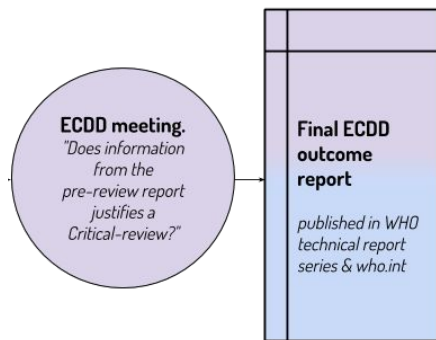 ECDD meeting.
"Does information
from the
pre-review report
justifies a
Critical-review?"
Final ECDD
outcome
report
published in WHO
technical report
series & who.int